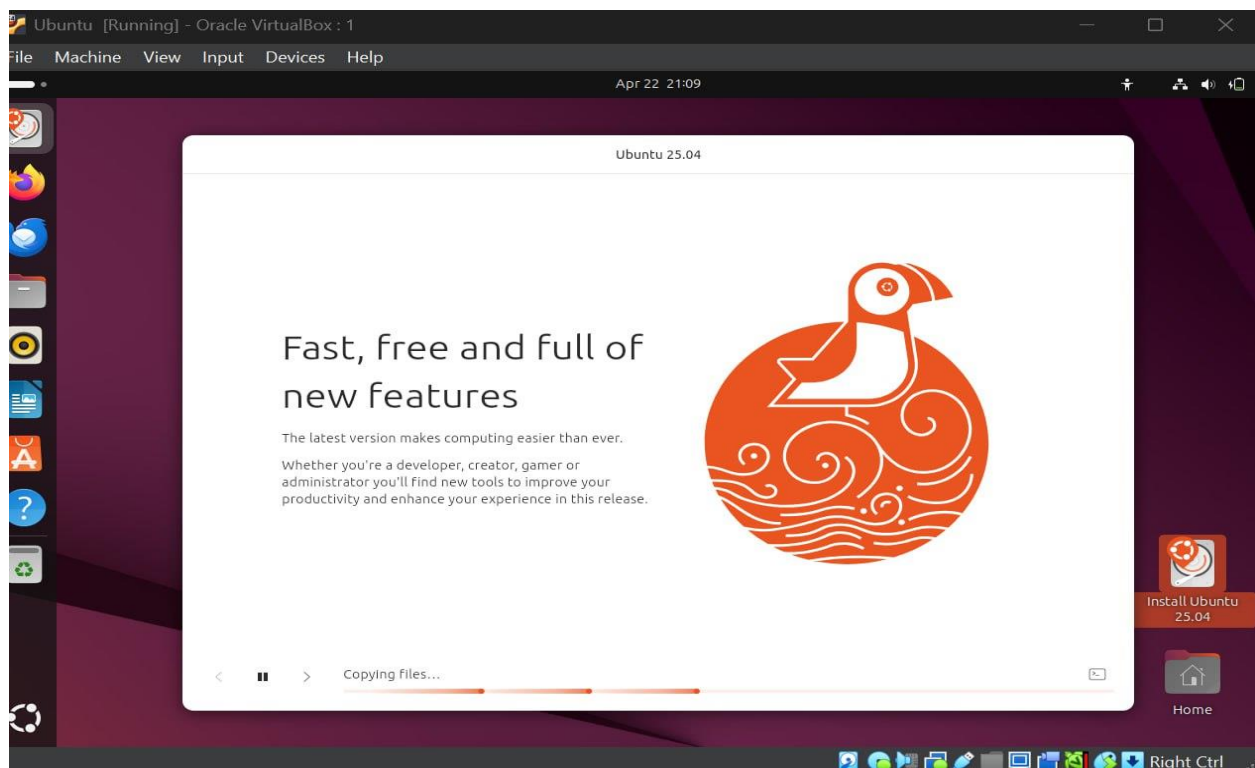 Ubuntu [Running] - Oracle VirtualBox : 1
File Machine View Input Devices Help
Apr 22 21:09
Ubuntu 25.04
Fast, free and full of
new features
The latest version makes computing easier than ever.
Whether you're a developer, creator, gamer or
administrator you'll find new tools to improve your
productivity and enhance your experience in this release.
Install Ubuntu
25.04
Copying files...
Home
Right Ctrl